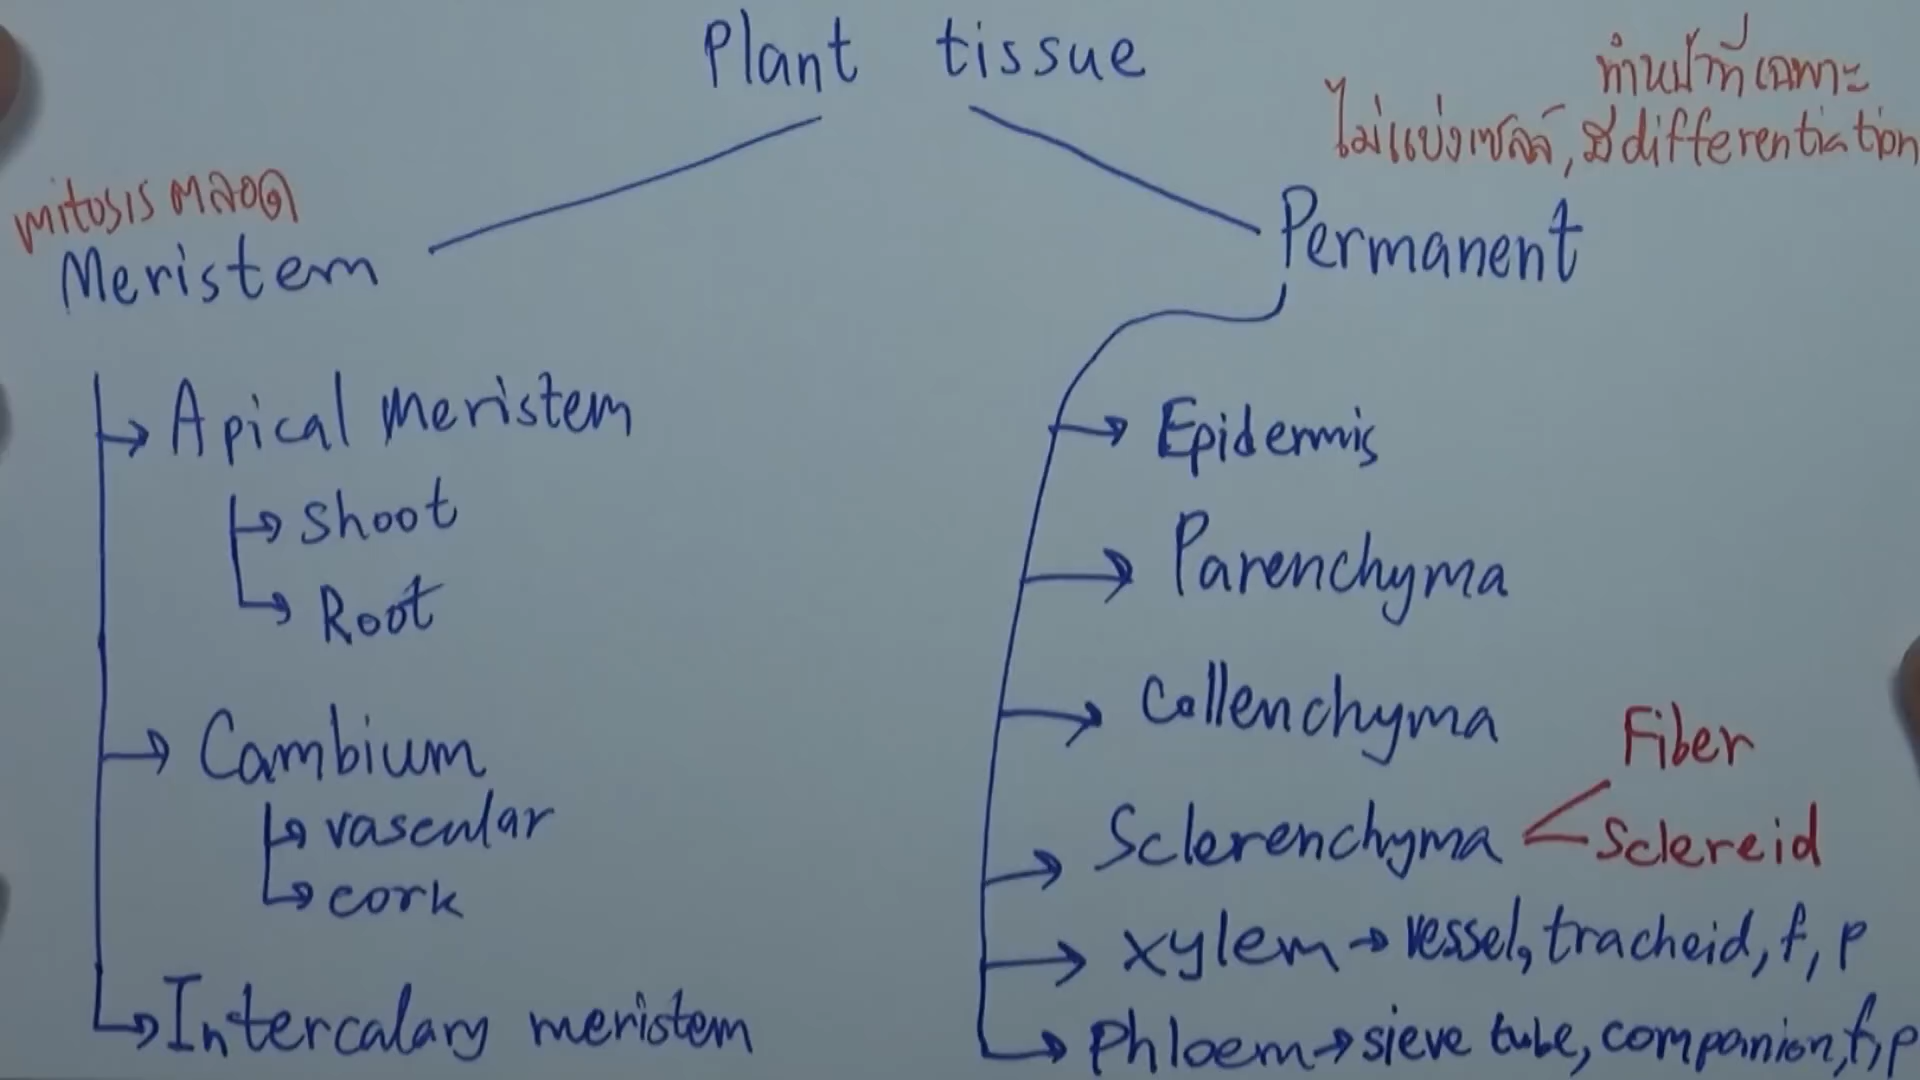 Plant tissue
ทำหน้าที่เฉพาะ
ไม่แบ่งเซลล์, มี differentiation
mitosis ตลอด
Meristem
Permanent
Apical meristem
Shoot
Root
Cambium
vascular
cork
Intercalary meristem
Epidermis
Parenchyma
Collenchyma
Sclerenchyma
Fiber
Sclereid
xylem → vessel, tracheid, f, p
Phloem → sieve tube, companion, f, p